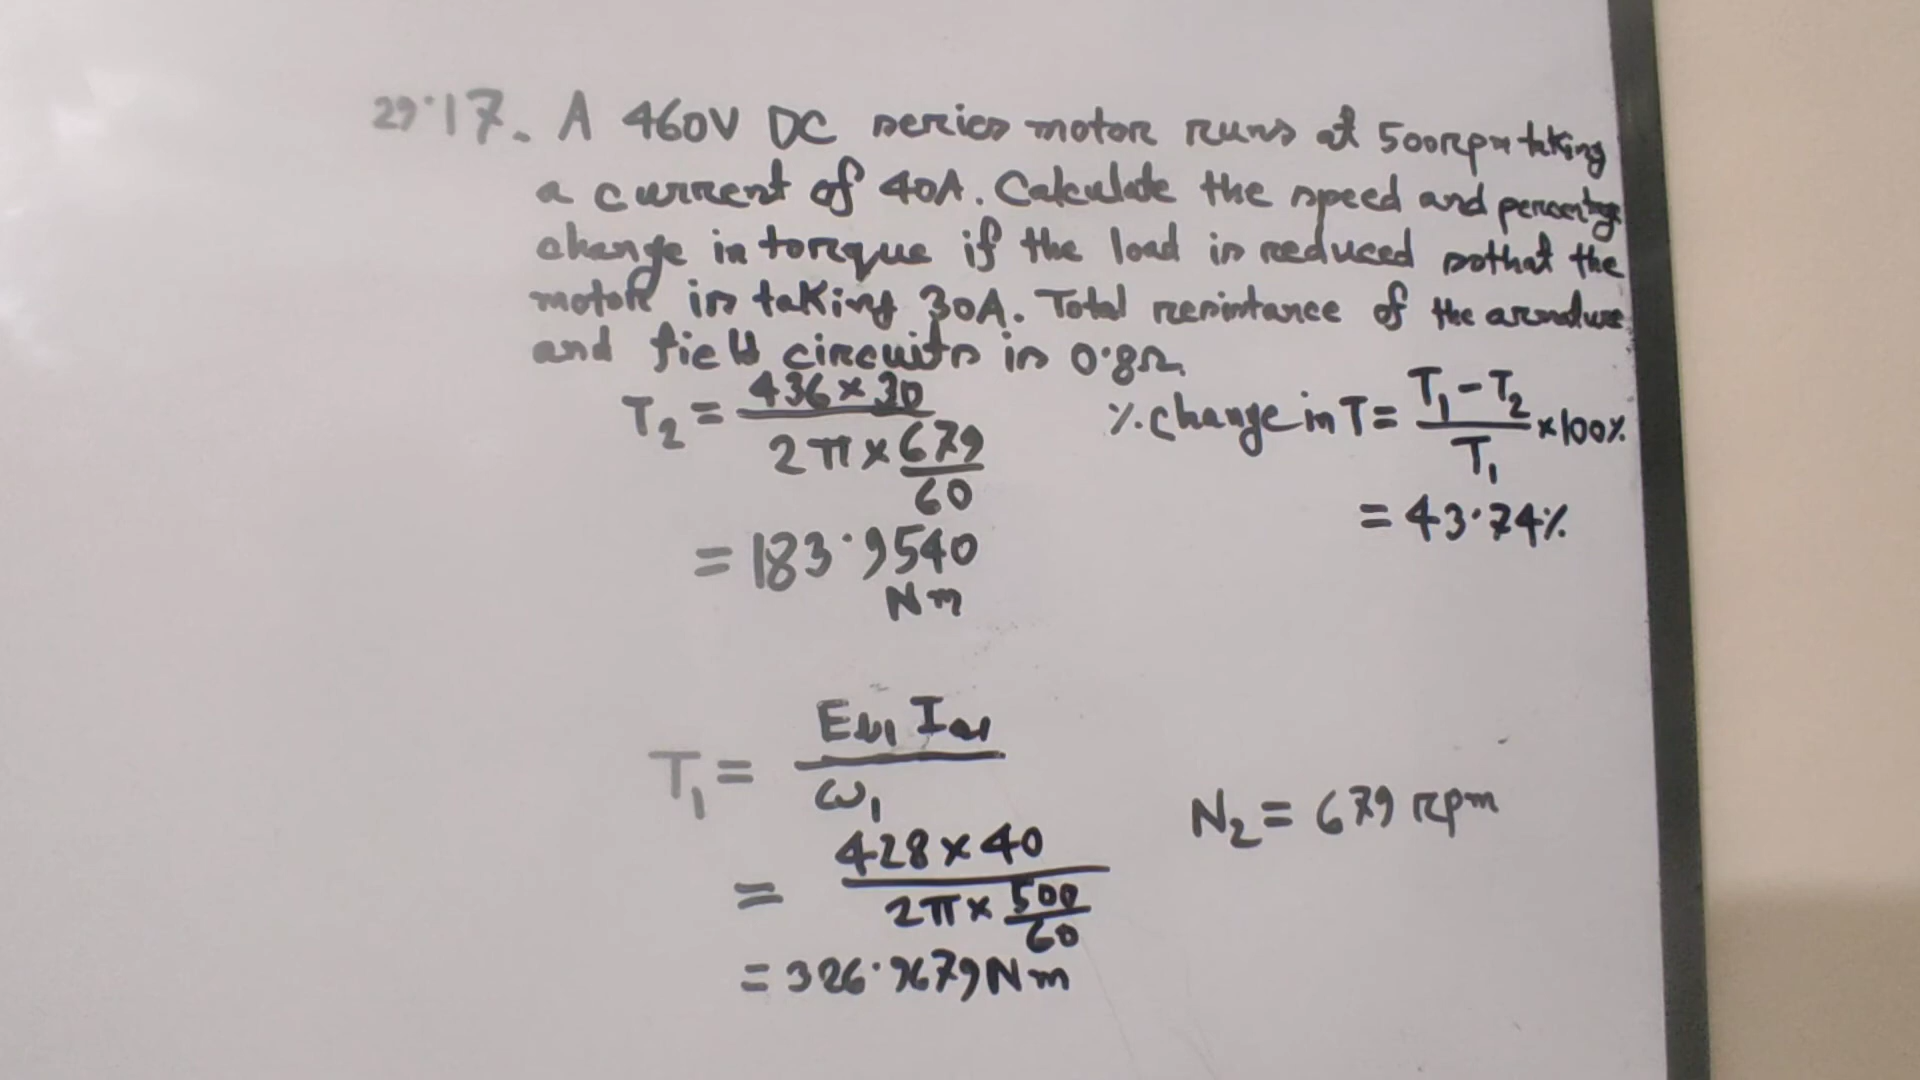 29.17. A 460V DC series motor runs at 500rpm taking
a current of 40A. Calculate the speed and percentage
change in torque if the load is reduced so that the
motor is taking 30A. Total resistance of the armature
and field circuits is 0.8Ω.
T₂ = 436×30 / 2π×679/60
= 183.9540
Nm
% change in T = T₁-T₂ / T₁ ×100%
= 43.74%
T₁ = Eb₁ Ia₁ / ω₁
= 428×40 / 2π×500/60
= 326.9679 Nm
N₂ = 679 rpm